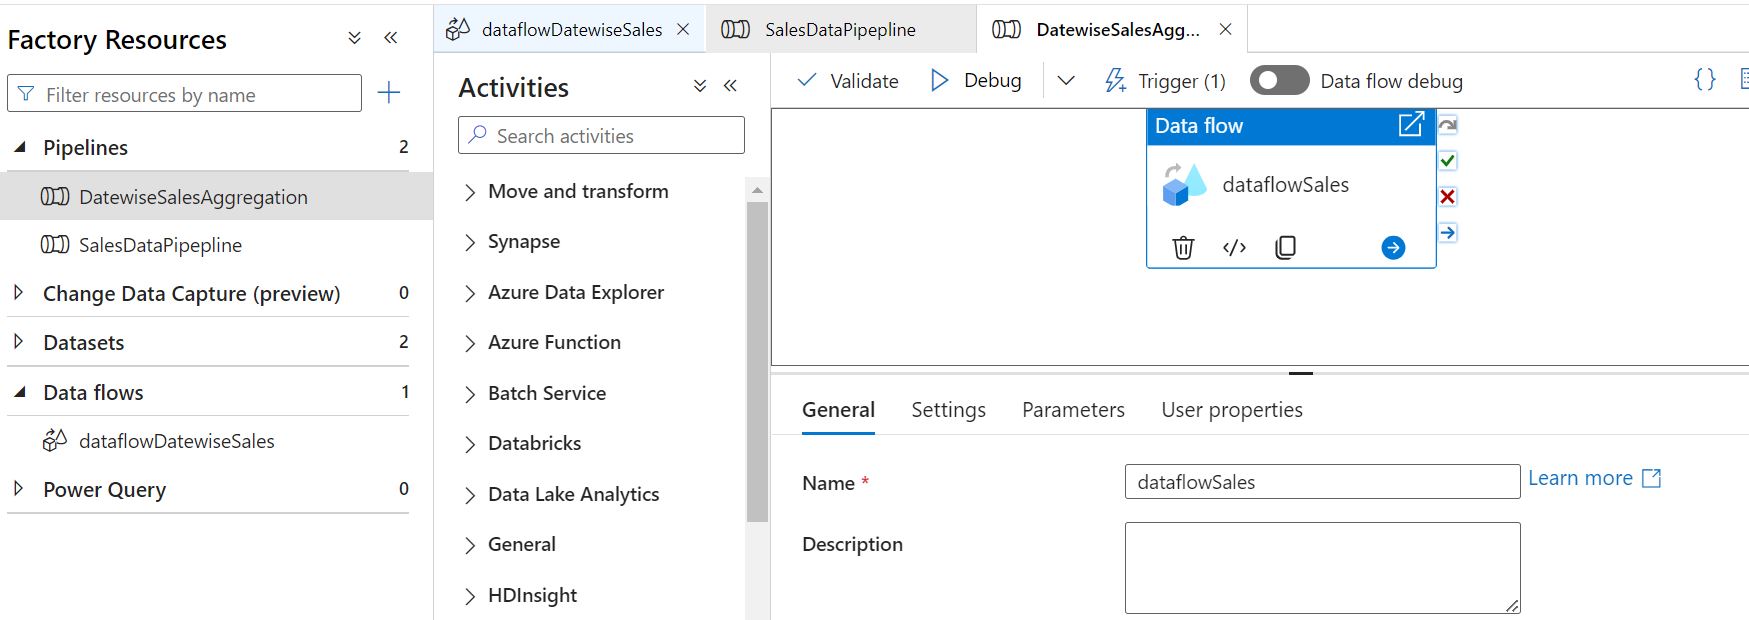 Factory Resources
Filter resources by name
Pipelines 2
DatewiseSalesAggregation
SalesDataPipepline
Change Data Capture (preview) 0
Datasets 2
Data flows 1
dataflowDatewiseSales
Power Query 0
dataflowDatewiseSales
SalesDataPipepline
DatewiseSalesAgg...
Activities
Search activities
Move and transform
Synapse
Azure Data Explorer
Azure Function
Batch Service
Databricks
Data Lake Analytics
General
HDInsight
Validate Debug Trigger (1) Data flow debug
Data flow
dataflowSales
General Settings Parameters User properties
Name * dataflowSales Learn more
Description